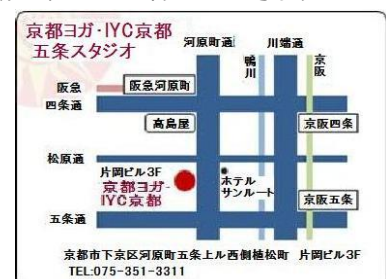 京都ヨガ・IYC京都
五条スタジオ
河原町通
川端通
鴨川
京阪
阪急
阪急河原町
四条通
高島屋
京阪四条
松原通
片岡ビル3F
京都ヨガ・
IYC京都
ホテル
サンルート
京阪五条
五条通
京都市下京区河原町五条上ル西側植松町 片岡ビル3F
TEL:075-351-3311